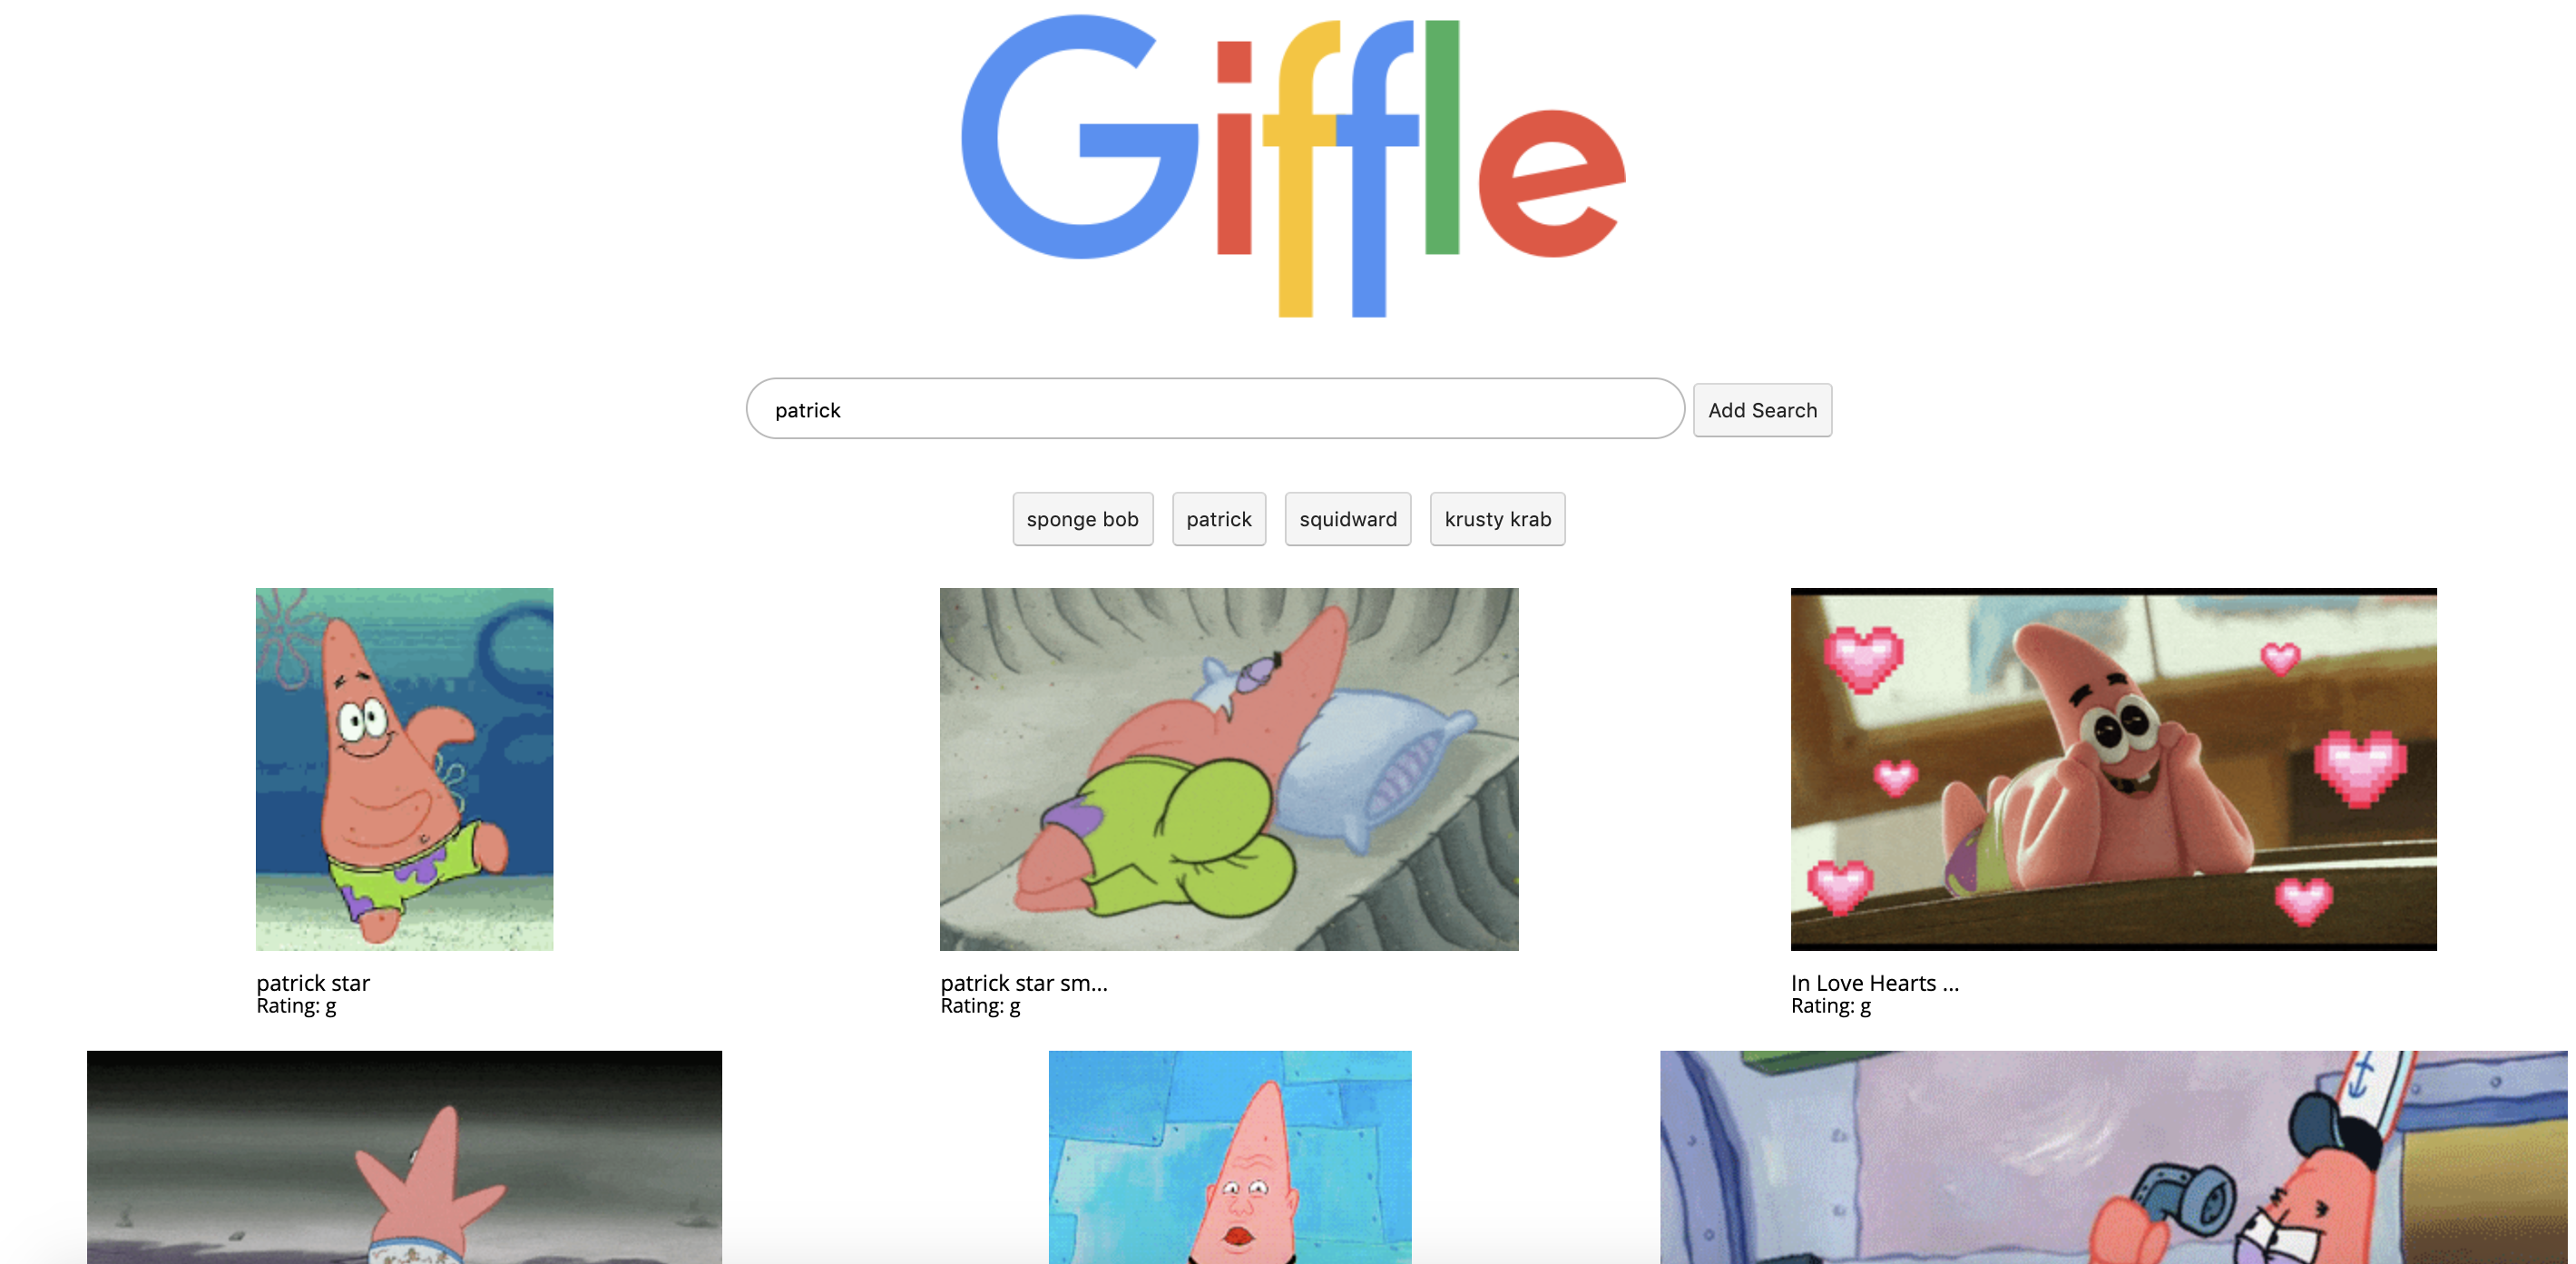 Giffle
patrick
Add Search
sponge bob patrick squidward krusty krab
patrick star
Rating: g
patrick star sm...
Rating: g
In Love Hearts ...
Rating: g